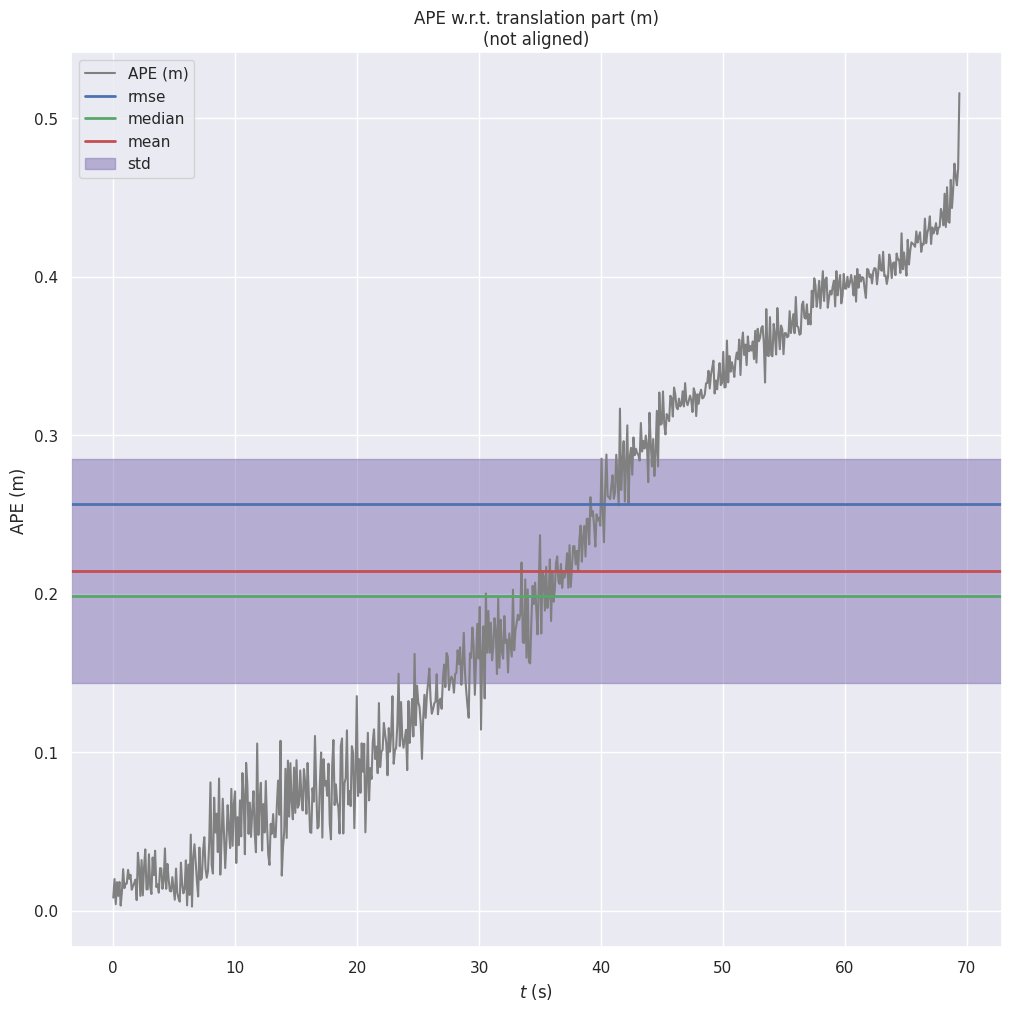 APE w.r.t. translation part (m)
(not aligned)
APE (m)
rmse
median
mean
std
APE (m)
0.5
0.4
0.3
0.2
0.1
0.0
0 10 20 30 40 50 60 70
t (s)